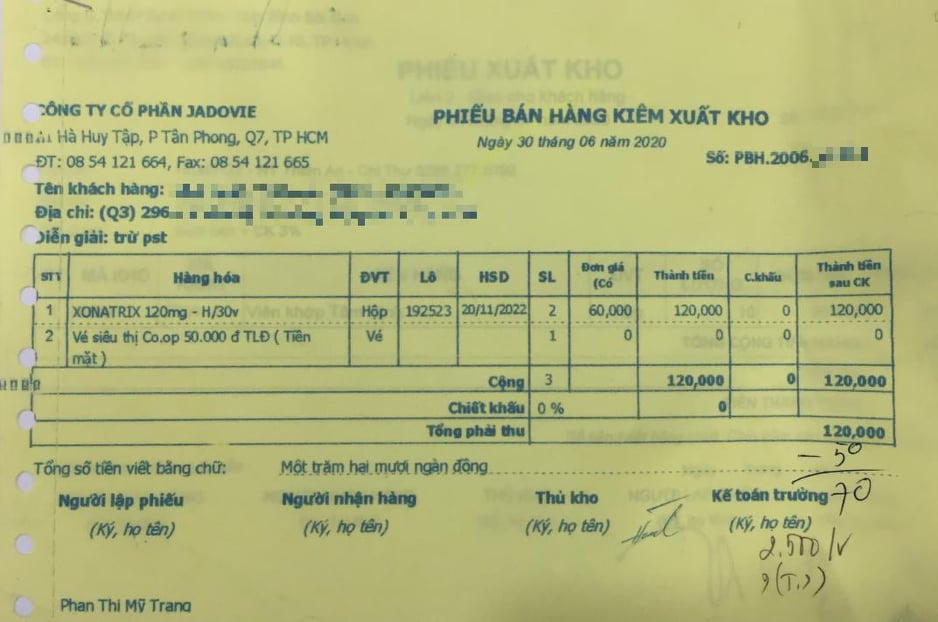 CÔNG TY CỔ PHẦN JADOVIE
Hà Huy Tập, P Tân Phong, Q7, TP HCM
ĐT: 08 54 121 664, Fax: 08 54 121 665
PHIẾU XUẤT KHO
PHIẾU BÁN HÀNG KIÊM XUẤT KHO
Ngày 30 tháng 06 năm 2020
Số: PBH.2006.
Tên khách hàng:
Địa chỉ: (Q3) 296
Diễn giải: trừ pst
STT Hàng hóa ĐVT Lô HSD SL Đơn giá (Có Thành tiền C.khấu Thành tiền sau CK
1 XONATRIX 120mg - H/30v Hộp 192523 20/11/2022 2 60,000 120,000 0 120,000
2 Vé siêu thị Co.op 50.000 đ TLĐ ( Tiền mặt ) Vé 1 0 0 0 0
Cộng 3 120,000 0 120,000
Chiết khấu 0 % 0
Tổng phải thu 120,000
- 50
70
Tổng số tiền viết bằng chữ: Một trăm hai mươi ngàn đồng
Người lập phiếu Người nhận hàng Thủ kho Kế toán trưởng
(Ký, họ tên) (Ký, họ tên) (Ký, họ tên) (Ký, họ tên)
2.500/v
Phan Thi Mỹ Trang